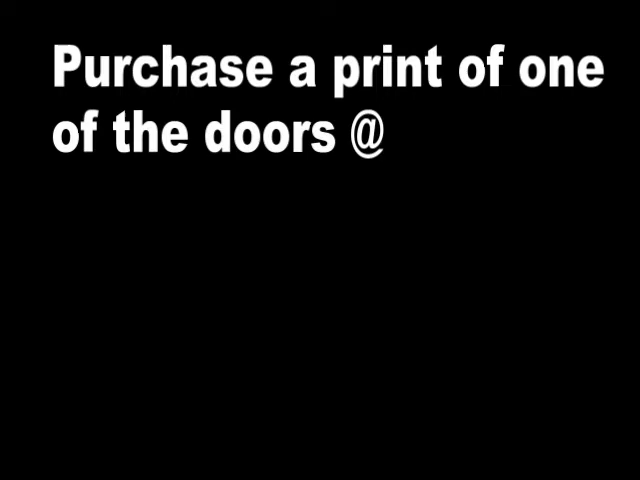 Purchase a print of one
of the doors @